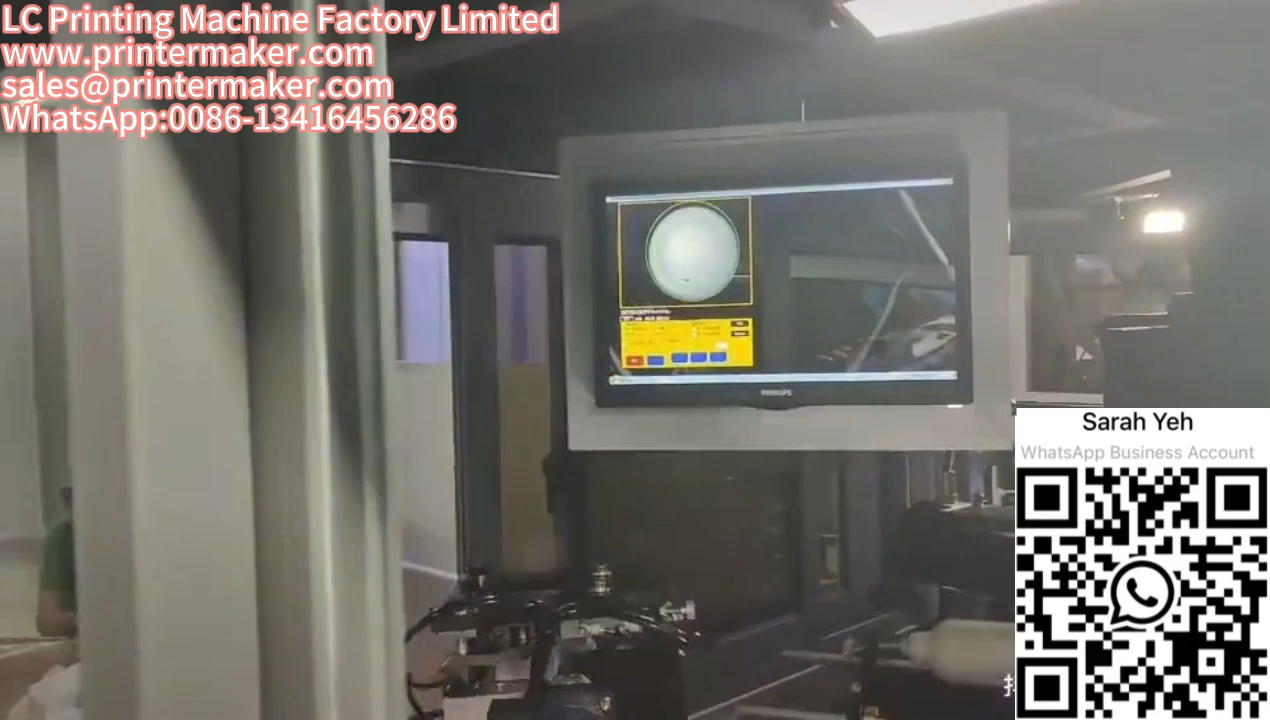 LC Printing Machine Factory Limited
www.printermaker.com
sales@printermaker.com
WhatsApp:0086-13416456286
PHILIPS
Sarah Yeh
WhatsApp Business Account